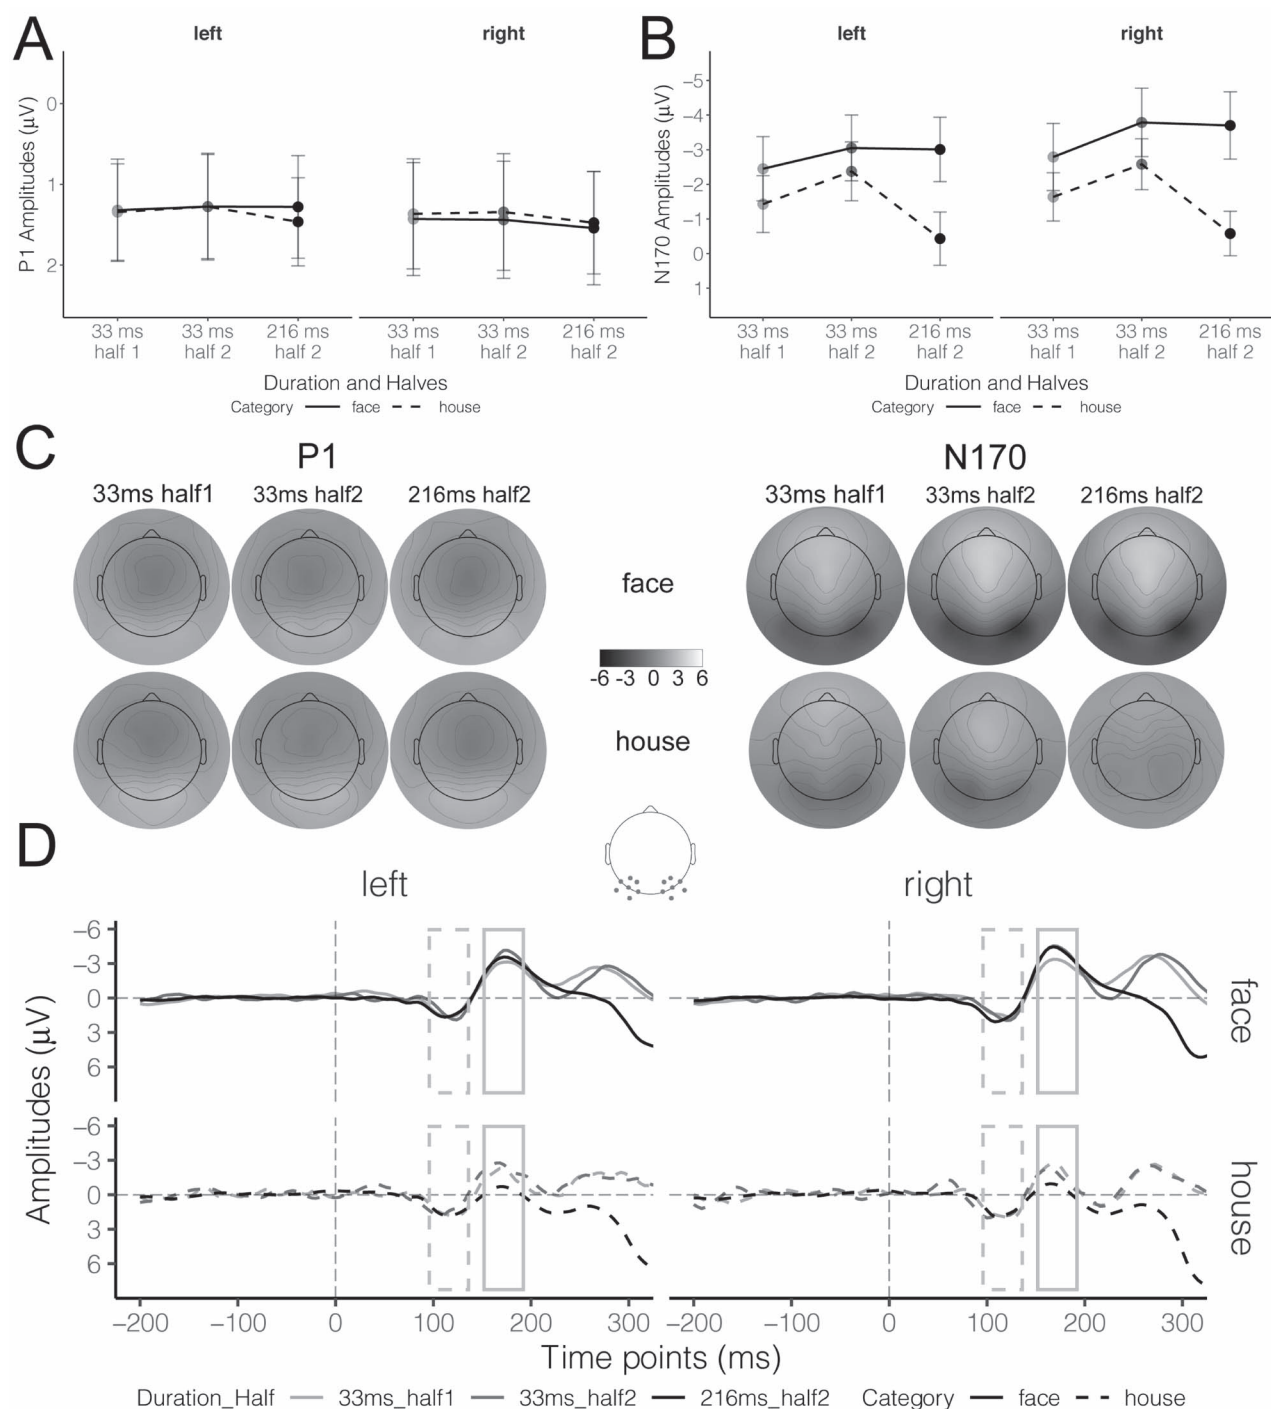 A
left
right
P1 Amplitudes (μV)
0
1
2
33 ms half 1
33 ms half 2
216 ms half 2
33 ms half 1
33 ms half 2
216 ms half 2
Duration and Halves
Category face house
B
left
right
N170 Amplitudes (μV)
−5
−4
−3
−2
−1
0
1
33 ms half 1
33 ms half 2
216 ms half 2
33 ms half 1
33 ms half 2
216 ms half 2
Duration and Halves
Category face house
C
P1
N170
33ms half1 33ms half2 216ms half2
33ms half1 33ms half2 216ms half2
face
-6 -3 0 3 6
house
D
left
right
Amplitudes (μV)
−6
−3
0
3
6
face
−6
−3
0
3
6
house
−200 −100 0 100 200 300
−200 −100 0 100 200 300
Time points (ms)
Duration_Half 33ms_half1 33ms_half2 216ms_half2 Category face house